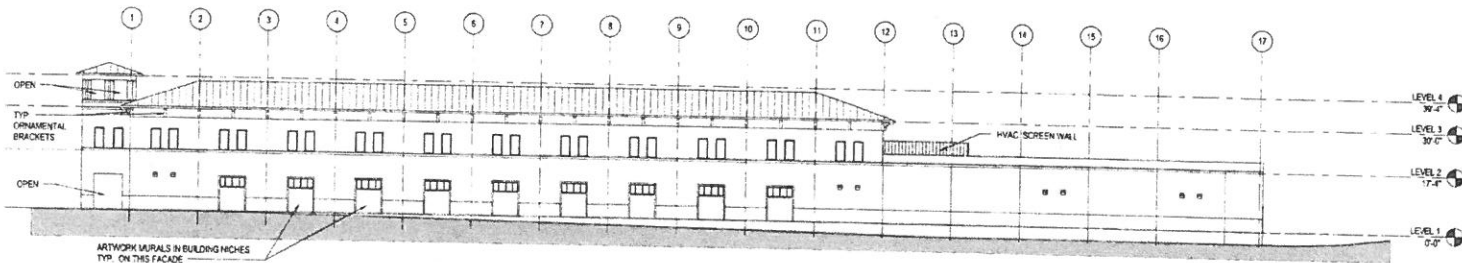 1 2 3 4 5 6 7 8 9 10 11 12 13 14 15 16 17
OPEN
TYP.
ORNAMENTAL
BRACKETS
OPEN
ARTWORK MURALS IN BUILDING NICHES
TYP. ON THIS FACADE
HVAC SCREEN WALL
LEVEL 4
39'-4"
LEVEL 3
30'-0"
LEVEL 2
17'-4"
LEVEL 1
0'-0"